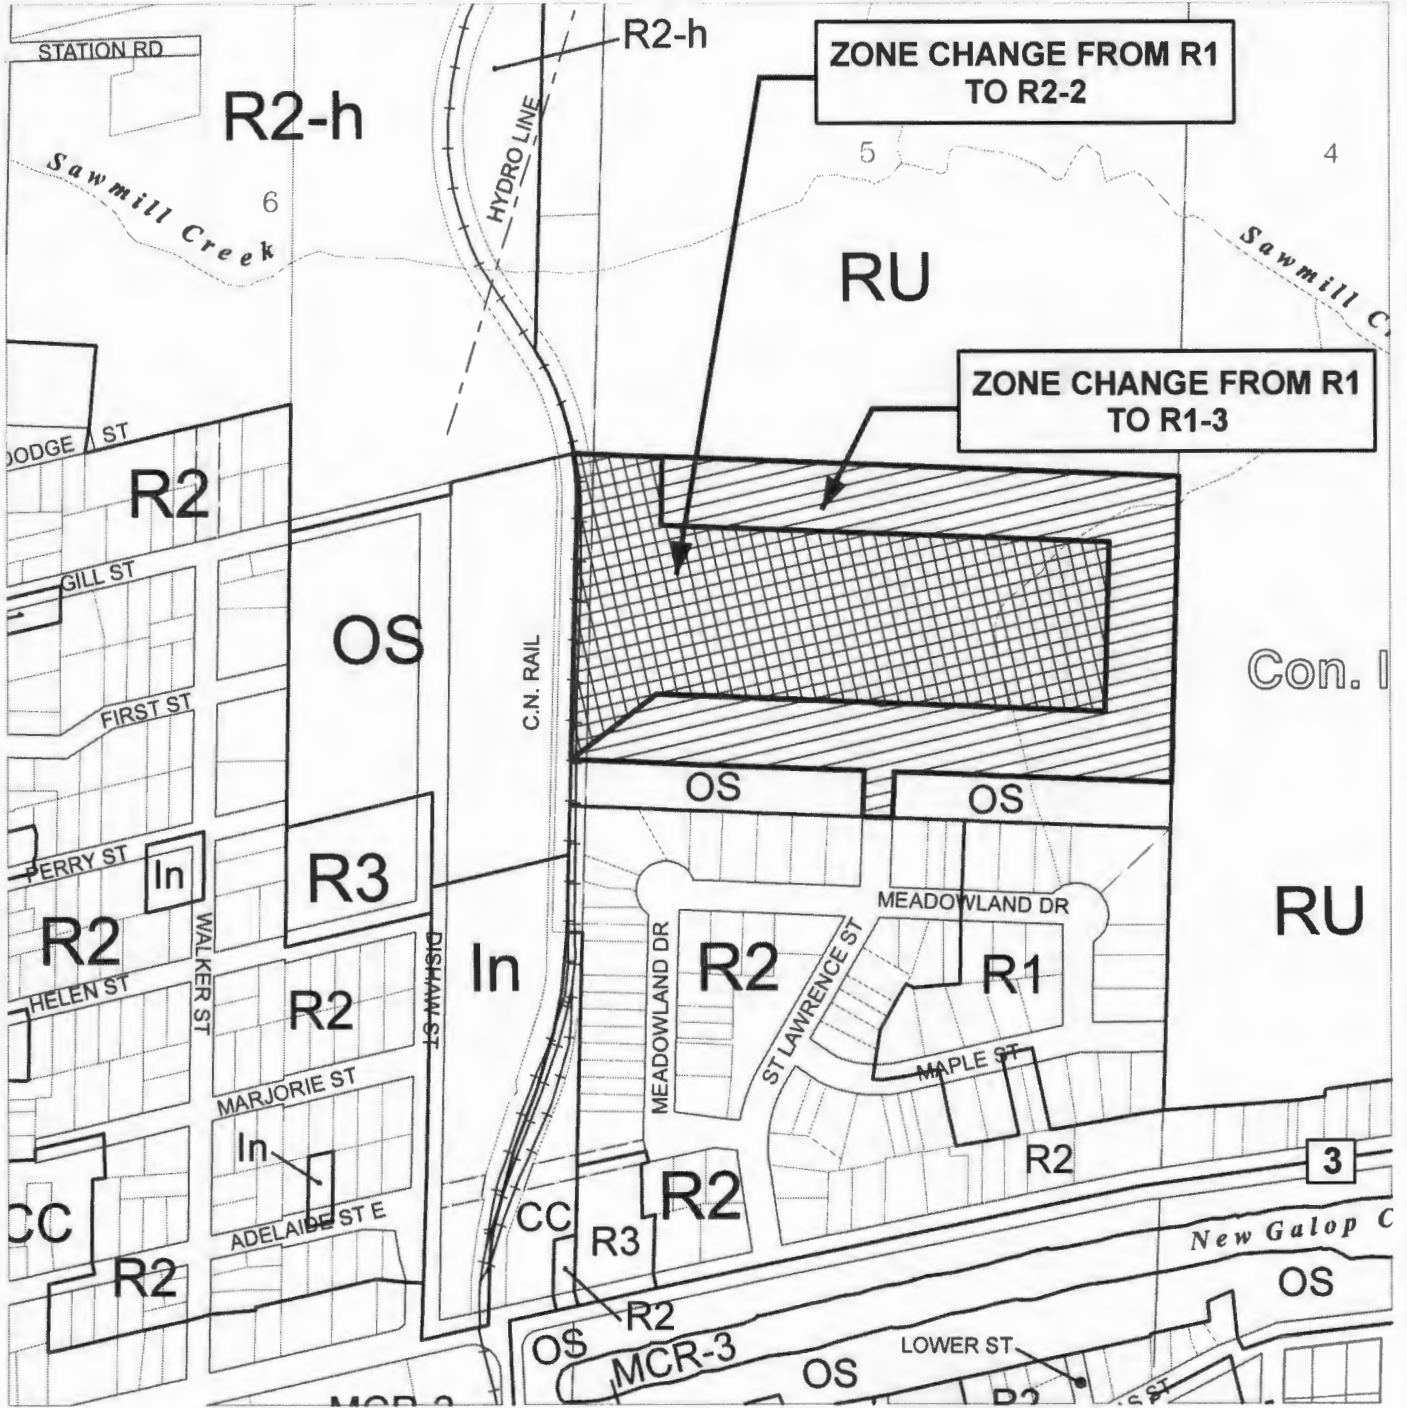 STATION RD
R2-h
R2-h
ZONE CHANGE FROM R1
TO R2-2
HYDRO LINE
5
4
Sawmill Creek
6
Sawmill
RU
ZONE CHANGE FROM R1
TO R1-3
DODGE ST
R2
GILL ST
OS
C.N. RAIL
Con.
FIRST ST
OS
OS
PERRY ST
In
R3
R2
WALKER ST
MEADOWLAND DR
RU
DISHAW ST
In
MEADOWLAND DR
R2
ST LAWRENCE ST
R1
HELEN ST
R2
MARJORIE ST
MAPLE ST
In
R2
3
CC
ADELAIDE ST E
CC
R3
R2
New Galop
R2
OS
R2
OS
MCR-3
LOWER ST
OS
R2